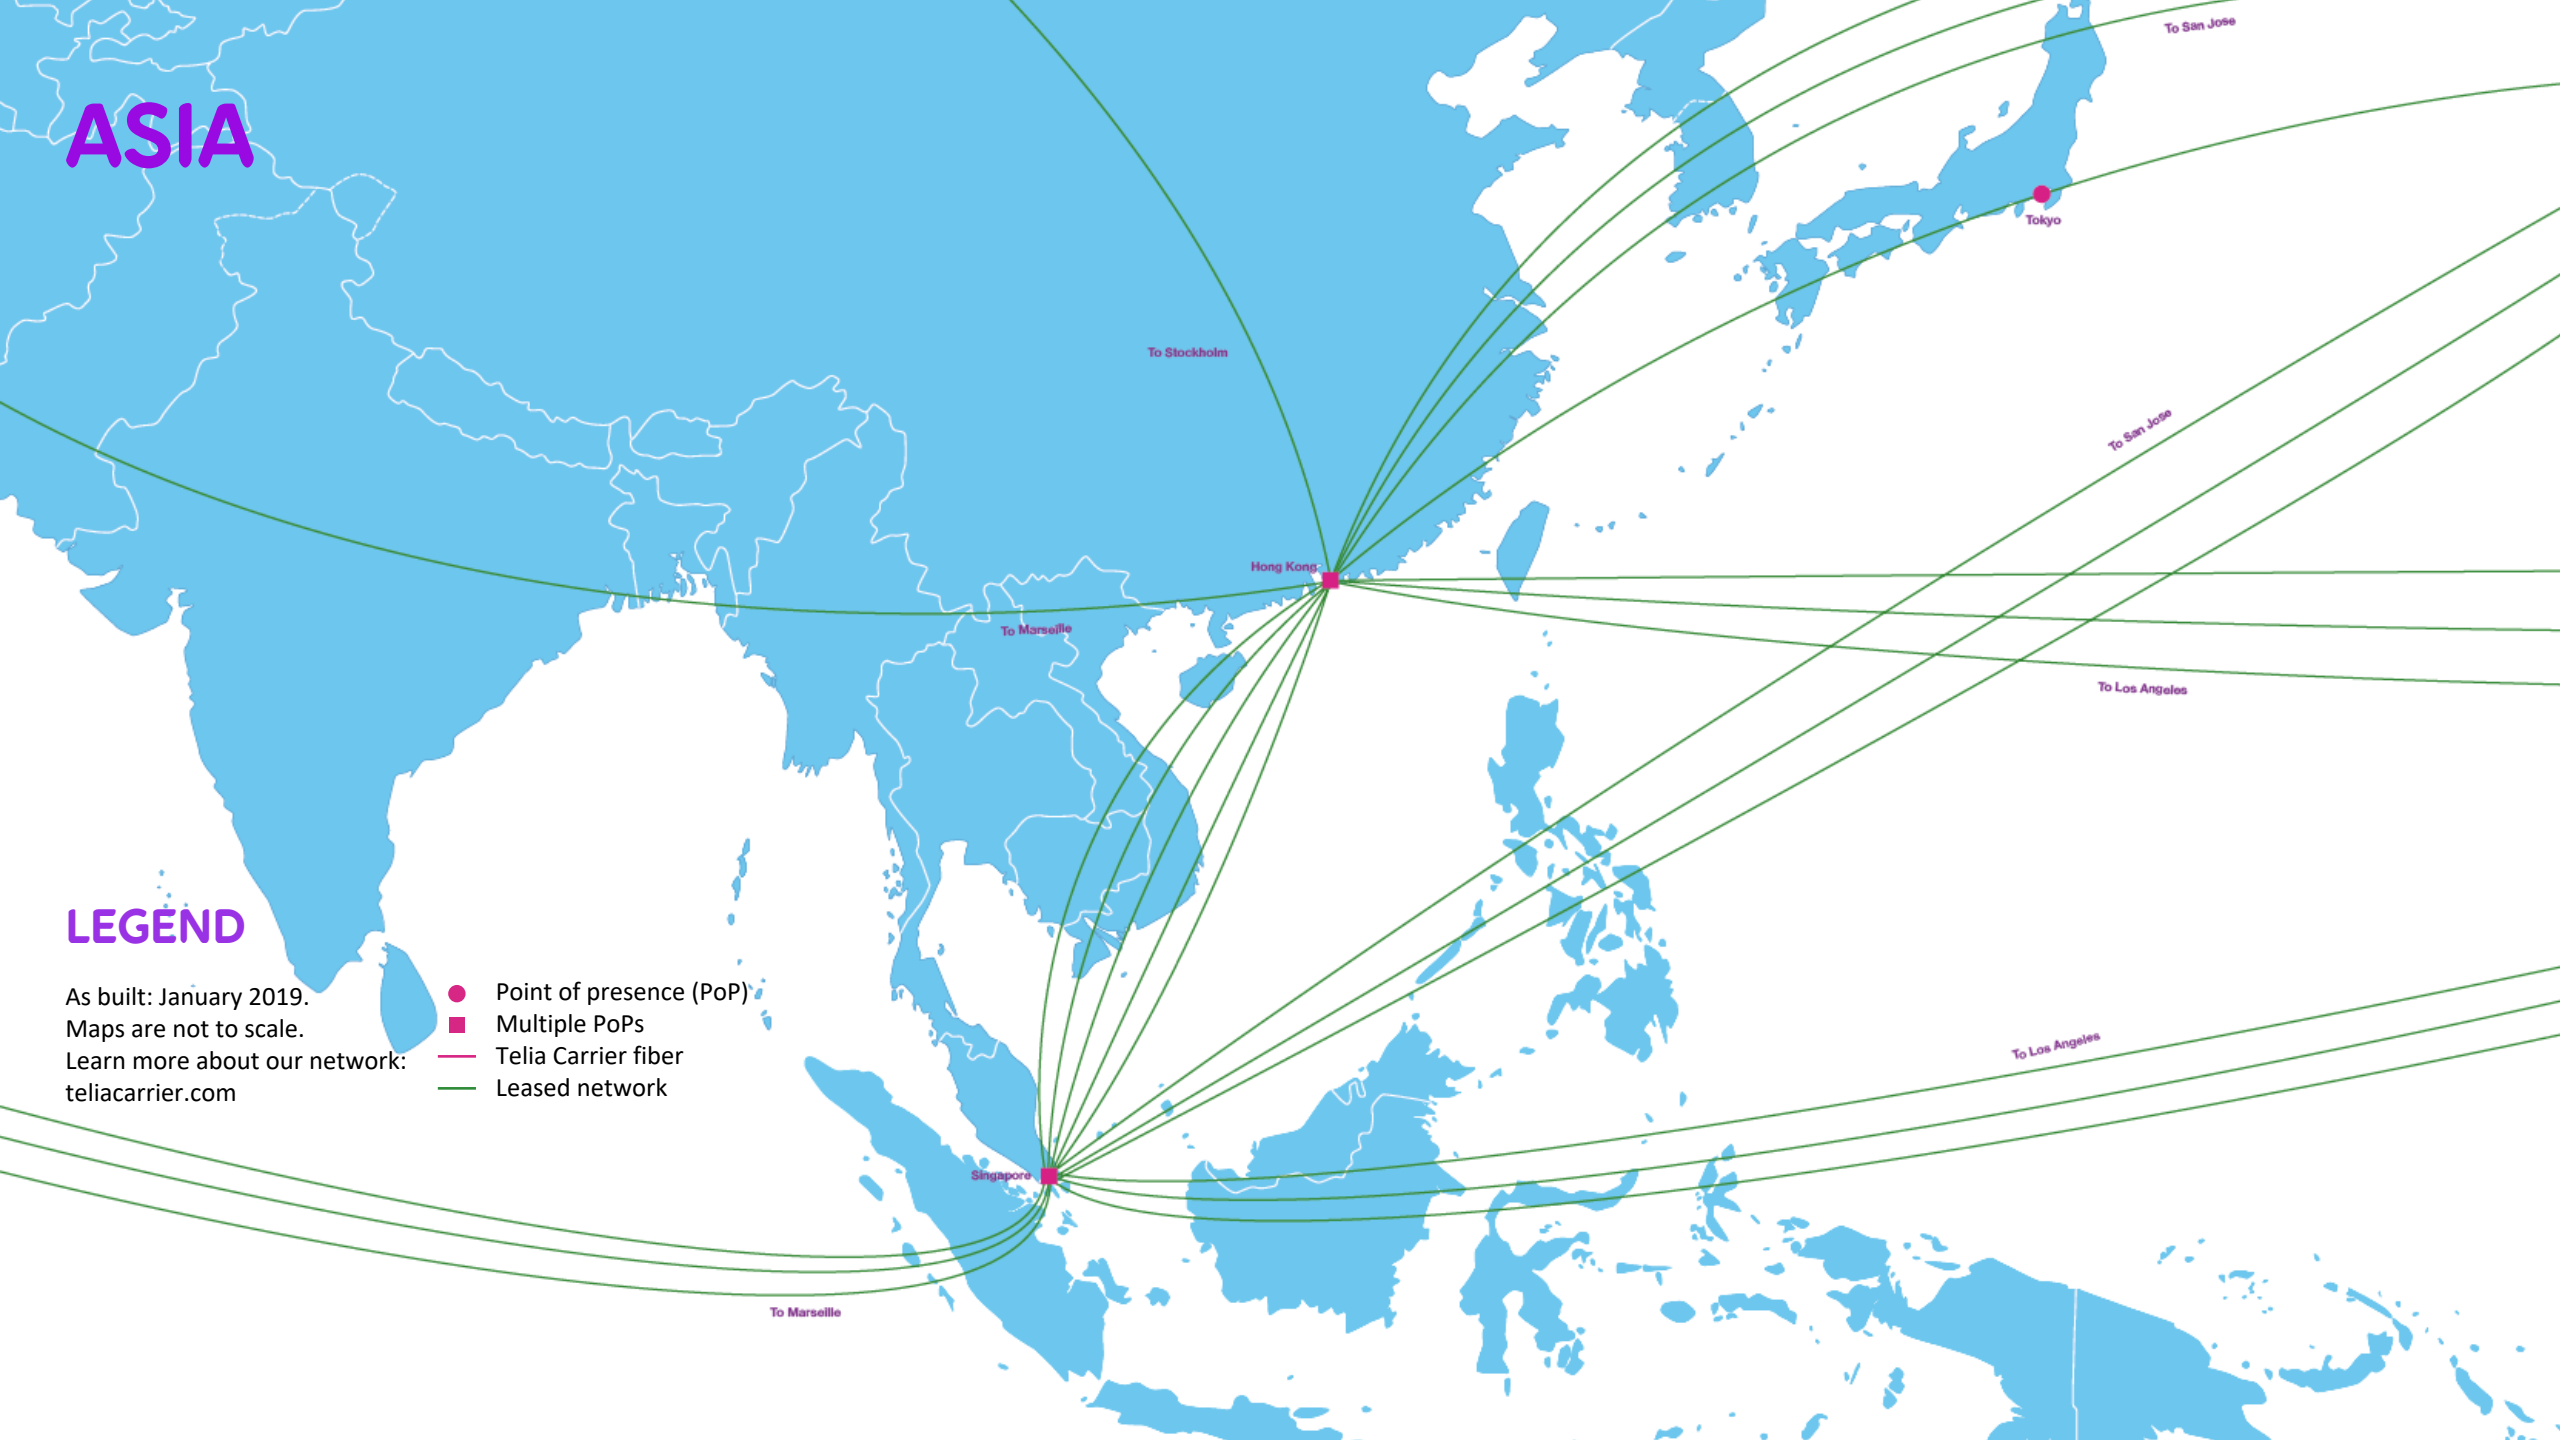 ASIA
To San Jose
Tokyo
To Stockholm
To San Jose
Hong Kong
To Marseille
To Los Angeles
LEGEND
As built: January 2019.
Maps are not to scale.
Learn more about our network:
teliacarrier.com
Point of presence (PoP)
Multiple PoPs
Telia Carrier fiber
Leased network
To Los Angeles
Singapore
To Marseille